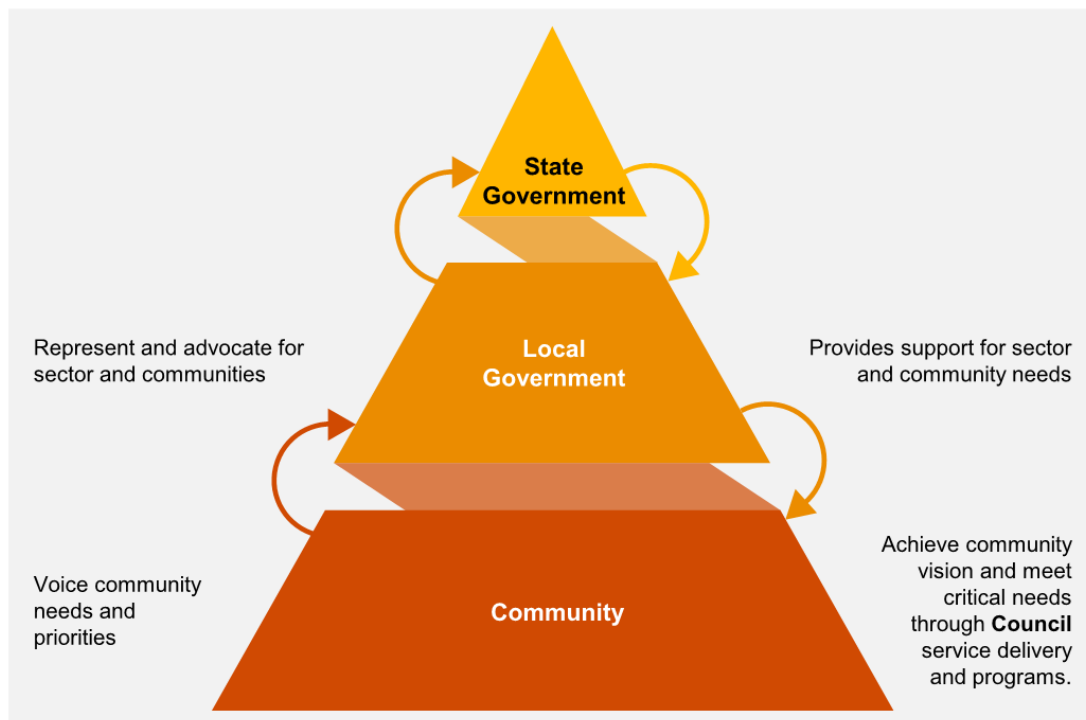 State
Government
Represent and advocate for
sector and communities
Local
Government
Provides support for sector
and community needs
Voice community
needs and
priorities
Community
Achieve community
vision and meet
critical needs
through Council
service delivery
and programs.